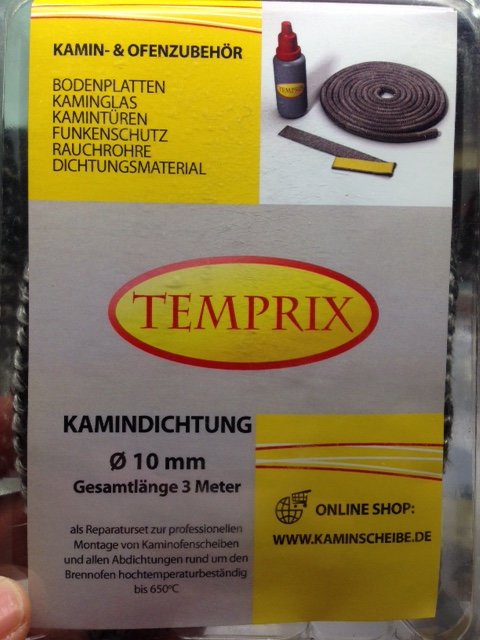 KAMIN- & OFENZUBEHÖR
BODENPLATTEN
KAMINGLAS
KAMINTÜREN
FUNKENSCHUTZ
RAUCHROHRE
DICHTUNGSMATERIAL
TEMPRIX
TEMPRIX
KAMINDICHTUNG
Ø 10 mm
Gesamtlänge 3 Meter
als Reparaturset zur professionellen
Montage von Kaminofenscheiben
und allen Abdichtungen rund um den
Brennofen hochtemperaturbeständig
bis 650°C
ONLINE SHOP:
WWW.KAMINSCHEIBE.DE